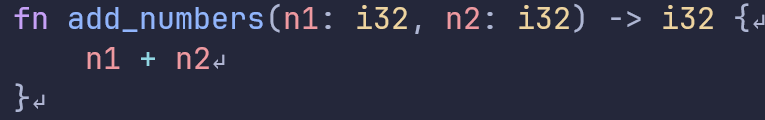 fn add_numbers(n1: i32, n2: i32) -> i32 {↵
    n1 + n2↵
}↵